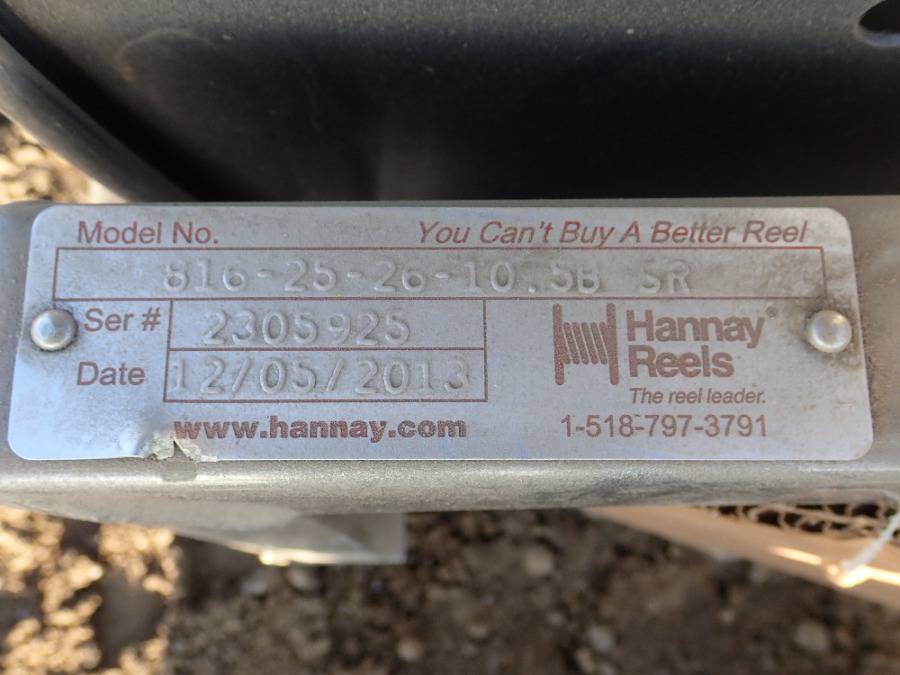 Model No. You Can't Buy A Better Reel
816-25-26-10.5B SR
Ser # 2305925
Date 12/05/2013
Hannay®
Reels
The reel leader.
www.hannay.com 1-518-797-3791